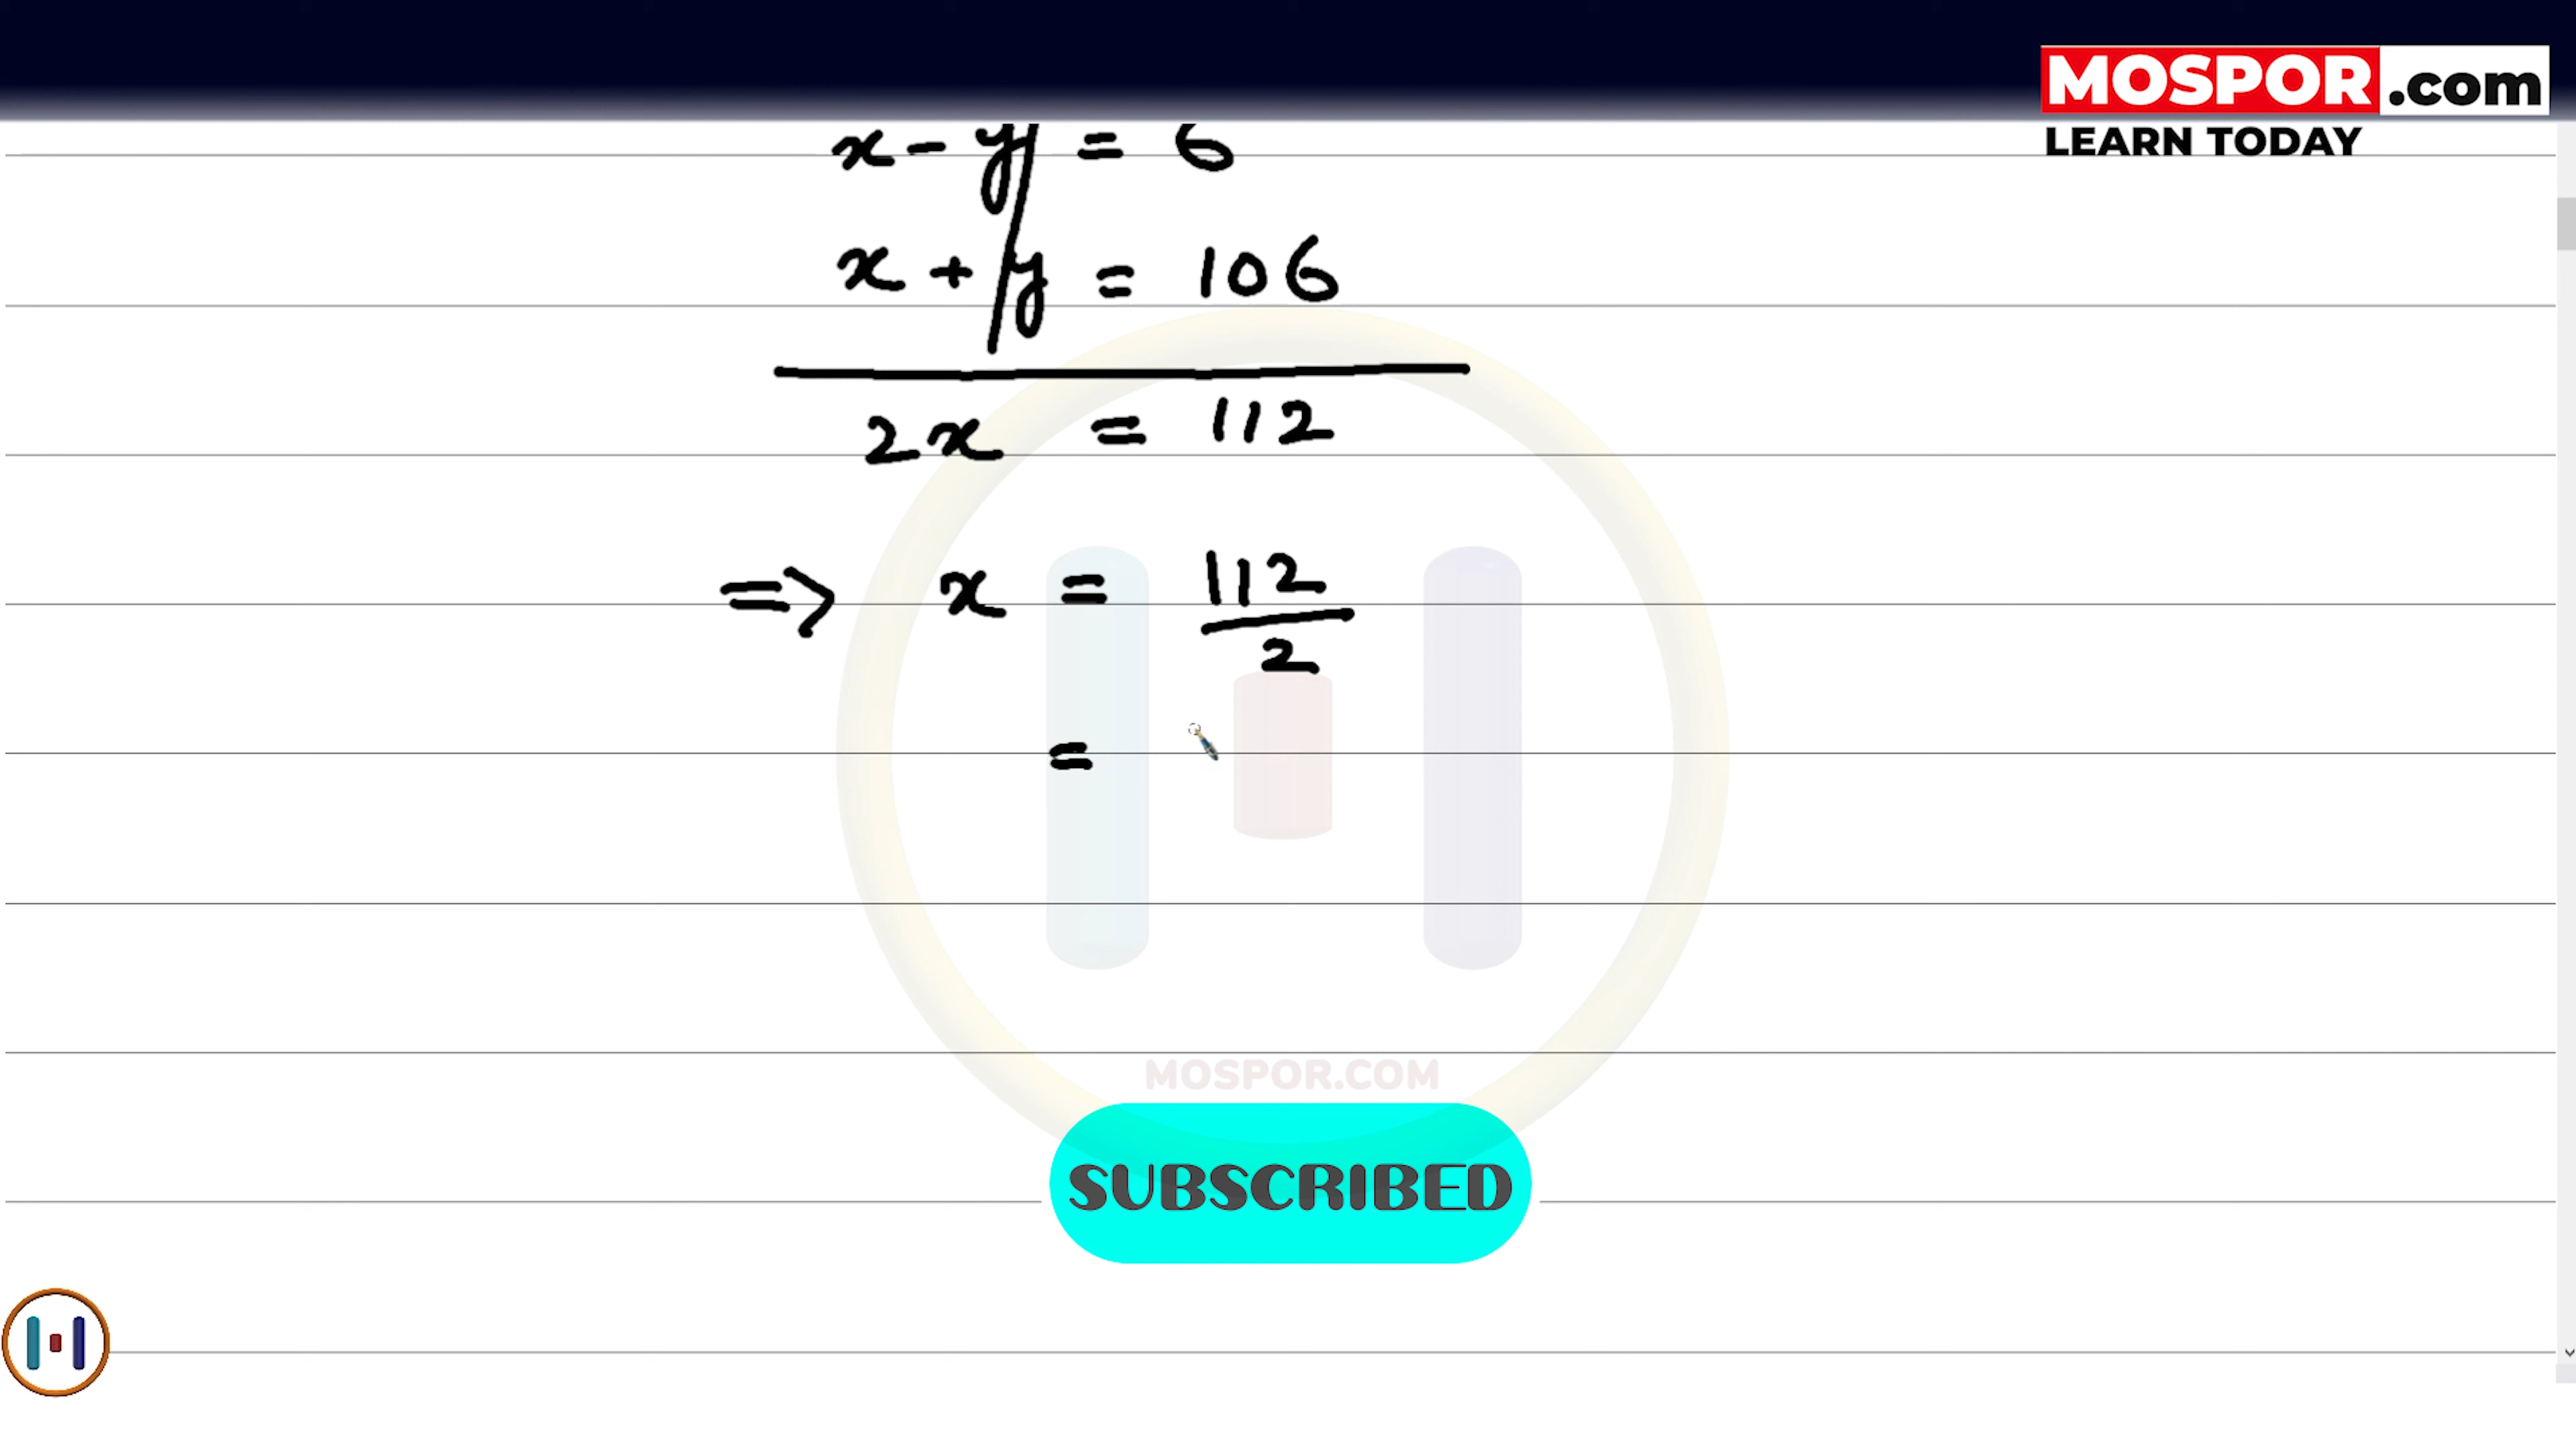 MOSPOR.com
LEARN TODAY
x - y = 6
x + y = 106
2x = 112
=> x = 112/2
=
MOSPOR.COM
SUBSCRIBED